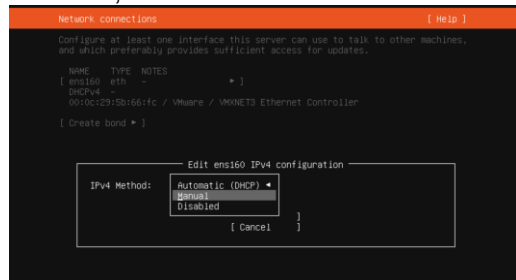 Network connections [ Help ]
Configure at least one interface this server can use to talk to other machines,
and which preferably provides sufficient access for updates.
NAME TYPE NOTES
[ ens160 eth - ▸ ]
DHCPv4 -
00:0c:29:5b:66:fc / VMware / VMXNET3 Ethernet Controller
[ Create bond ▸ ]
Edit ens160 IPv4 configuration
IPv4 Method: Automatic (DHCP) ◂
Manual
Disabled
]
[ Cancel ]